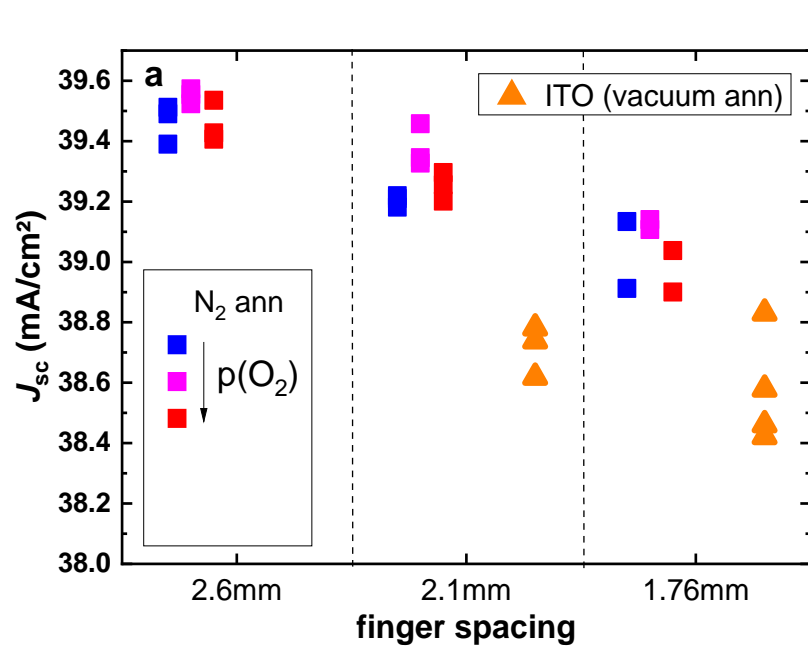 a
ITO (vacuum ann)
39.6
39.4
39.2
39.0
38.8
38.6
38.4
38.2
38.0
Jsc (mA/cm²)
N₂ ann
p(O₂)
2.6mm
2.1mm
1.76mm
finger spacing